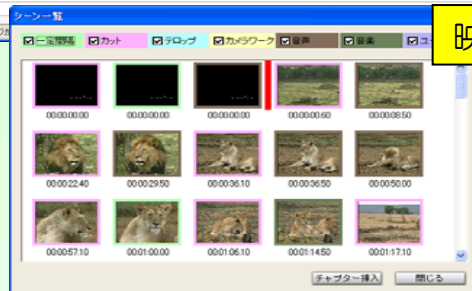 シーン一覧
一定間隔 カット テロップ カメラワーク 音声 音楽
00:00:00.00 00:00:00.00 00:00:00.00 00:00:00.60 00:00:08.50
00:00:22.40 00:00:29.50 00:00:36.10 00:00:36.50 00:00:50.00
00:00:57.10 00:01:00.00 00:01:06.10 00:01:14.50 00:01:17.10
チャプター挿入 閉じる